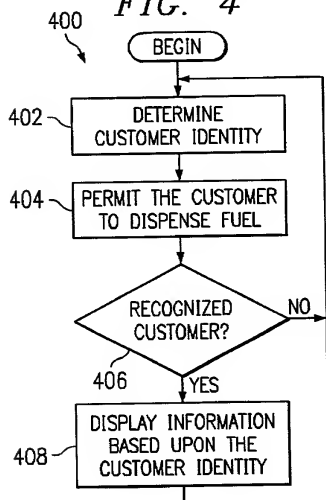 FIG. 4
400
BEGIN
402
DETERMINE
CUSTOMER IDENTITY
404
PERMIT THE CUSTOMER
TO DISPENSE FUEL
RECOGNIZED
CUSTOMER?
NO
406
YES
408
DISPLAY INFORMATION
BASED UPON THE
CUSTOMER IDENTITY